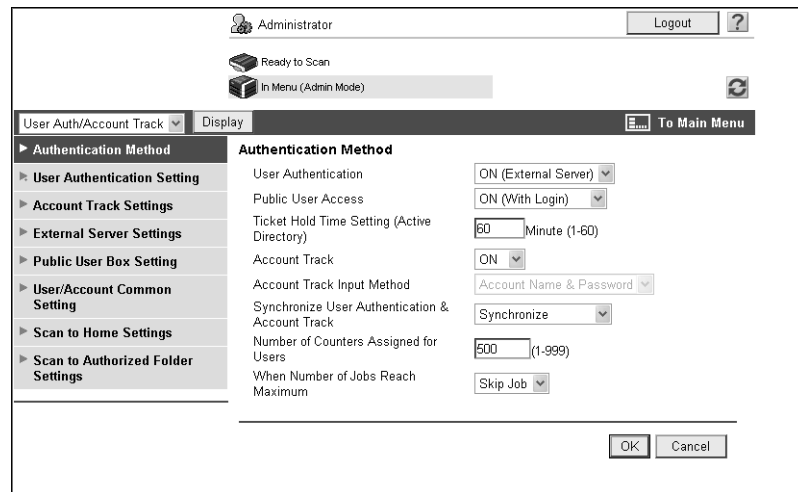 Administrator
Logout
?
Ready to Scan
In Menu (Admin Mode)
User Auth/Account Track
Display
To Main Menu
Authentication Method
User Authentication Setting
Account Track Settings
External Server Settings
Public User Box Setting
User/Account Common
Setting
Scan to Home Settings
Scan to Authorized Folder
Settings
Authentication Method
User Authentication
ON (External Server)
Public User Access
ON (With Login)
Ticket Hold Time Setting (Active
Directory)
60 Minute (1-60)
Account Track
ON
Account Track Input Method
Account Name & Password
Synchronize User Authentication &
Account Track
Synchronize
Number of Counters Assigned for
Users
500 (1-999)
When Number of Jobs Reach
Maximum
Skip Job
OK
Cancel